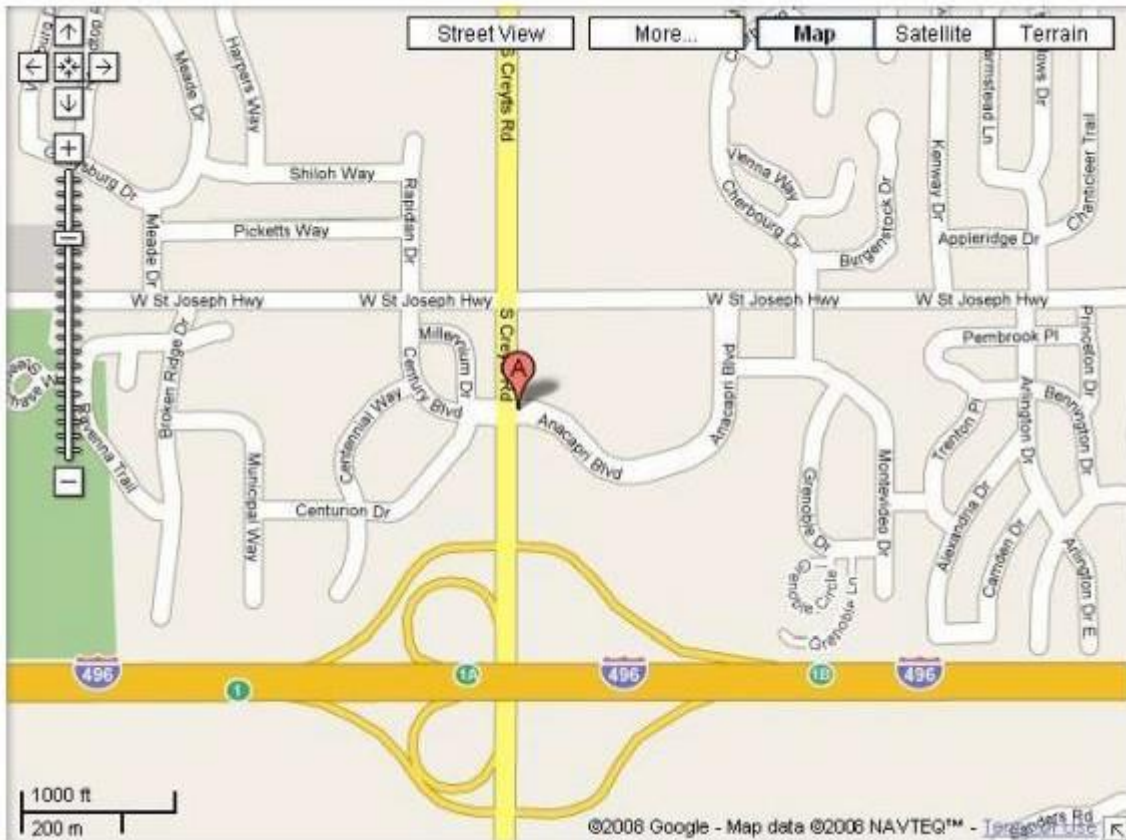 Street View
More...
Map
Satellite
Terrain
Meade Dr
Harpers Way
S Creyts Rd
Kenway Dr
Chanticleer Trail
Shiloh Way
Rapidan Dr
Vienna Way
Cherbourg Dr
Burgenstock Dr
Picketts Way
Meade Dr
Appleridge Dr
W St Joseph Hwy
W St Joseph Hwy
W St Joseph Hwy
W St Joseph Hwy
Millennium Dr
Pembrook Pl
Princeton Dr
Broken Ridge Dr
Century Blvd
A
Anacapri Blvd
Centennial Way
Anacapri Blvd
Trenton Pl
Arlington Dr
Bennington Dr
Ravenna Trail
Municipal Way
Centurion Dr
Grenoble Dr
Montevideo Dr
Alexandria Dr
Camden Dr
Arlington Dr E
Grenoble Circle
Grenoble Ln
496
1
1A
496
1B
496
1000 ft
200 m
©2008 Google - Map data ©2008 NAVTEQ™ -